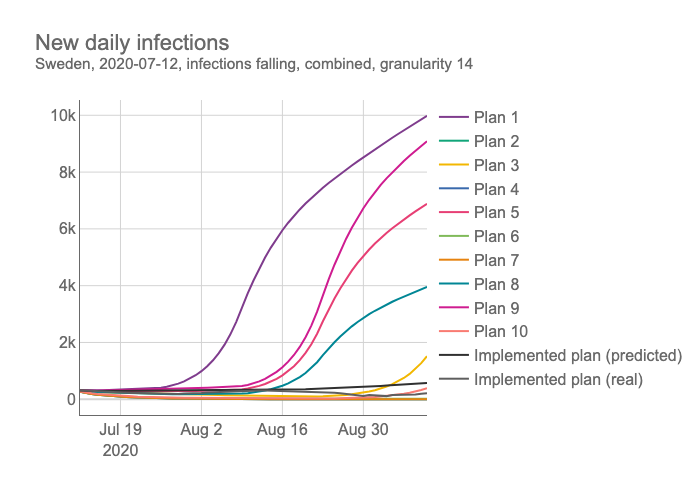 New daily infections
Sweden, 2020-07-12, infections falling, combined, granularity 14
10k
8k
6k
4k
2k
0
Jul 19
2020
Aug 2
Aug 16
Aug 30
Plan 1
Plan 2
Plan 3
Plan 4
Plan 5
Plan 6
Plan 7
Plan 8
Plan 9
Plan 10
Implemented plan (predicted)
Implemented plan (real)